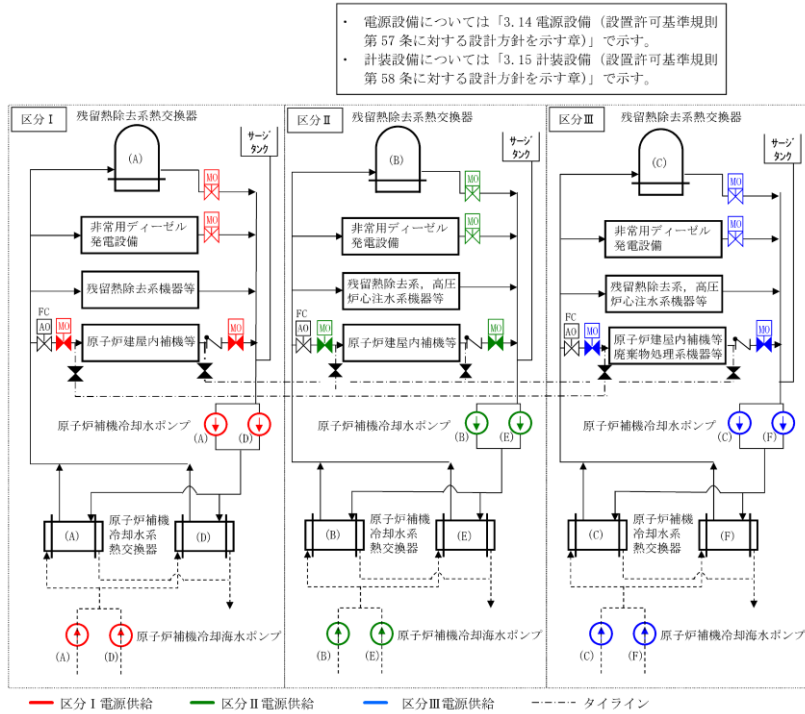 ・ 電源設備については「3.14 電源設備（設置許可基準規則
第 57 条に対する設計方針を示す章）」で示す。
・ 計装設備については「3.15 計装設備（設置許可基準規則
第 58 条に対する設計方針を示す章）」で示す。
区分Ⅰ
残留熱除去系熱交換器
サージ
タンク
(A)
MO
非常用ディーゼル
発電設備
MO
残留熱除去系機器等
FC
AO
MO
原子炉建屋内補機等
MO
原子炉補機冷却水ポンプ
(A)
(D)
(A)
原子炉補機
冷却水系
熱交換器
(D)
原子炉補機冷却海水ポンプ
(A)
(D)
区分Ⅱ
残留熱除去系熱交換器
サージ
タンク
(B)
MO
非常用ディーゼル
発電設備
MO
残留熱除去系，高圧
炉心注水系機器等
FC
AO
MO
原子炉建屋内補機等
MO
原子炉補機冷却水ポンプ
(B)
(E)
(B)
原子炉補機
冷却水系
熱交換器
(E)
原子炉補機冷却海水ポンプ
(B)
(E)
区分Ⅲ
残留熱除去系熱交換器
サージ
タンク
(C)
MO
非常用ディーゼル
発電設備
MO
残留熱除去系，高圧
炉心注水系機器等
FC
AO
MO
原子炉建屋内補機等
廃棄物処理系機器等
MO
原子炉補機冷却水ポンプ
(C)
(F)
(C)
原子炉補機
冷却水系
熱交換器
(F)
原子炉補機冷却海水ポンプ
(C)
(F)
区分Ⅰ電源供給
区分Ⅱ電源供給
区分Ⅲ電源供給
タイライン